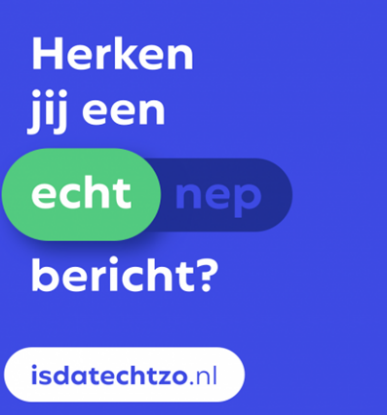 Herken
jij een
echt nep
bericht?
isdatechtzo.nl